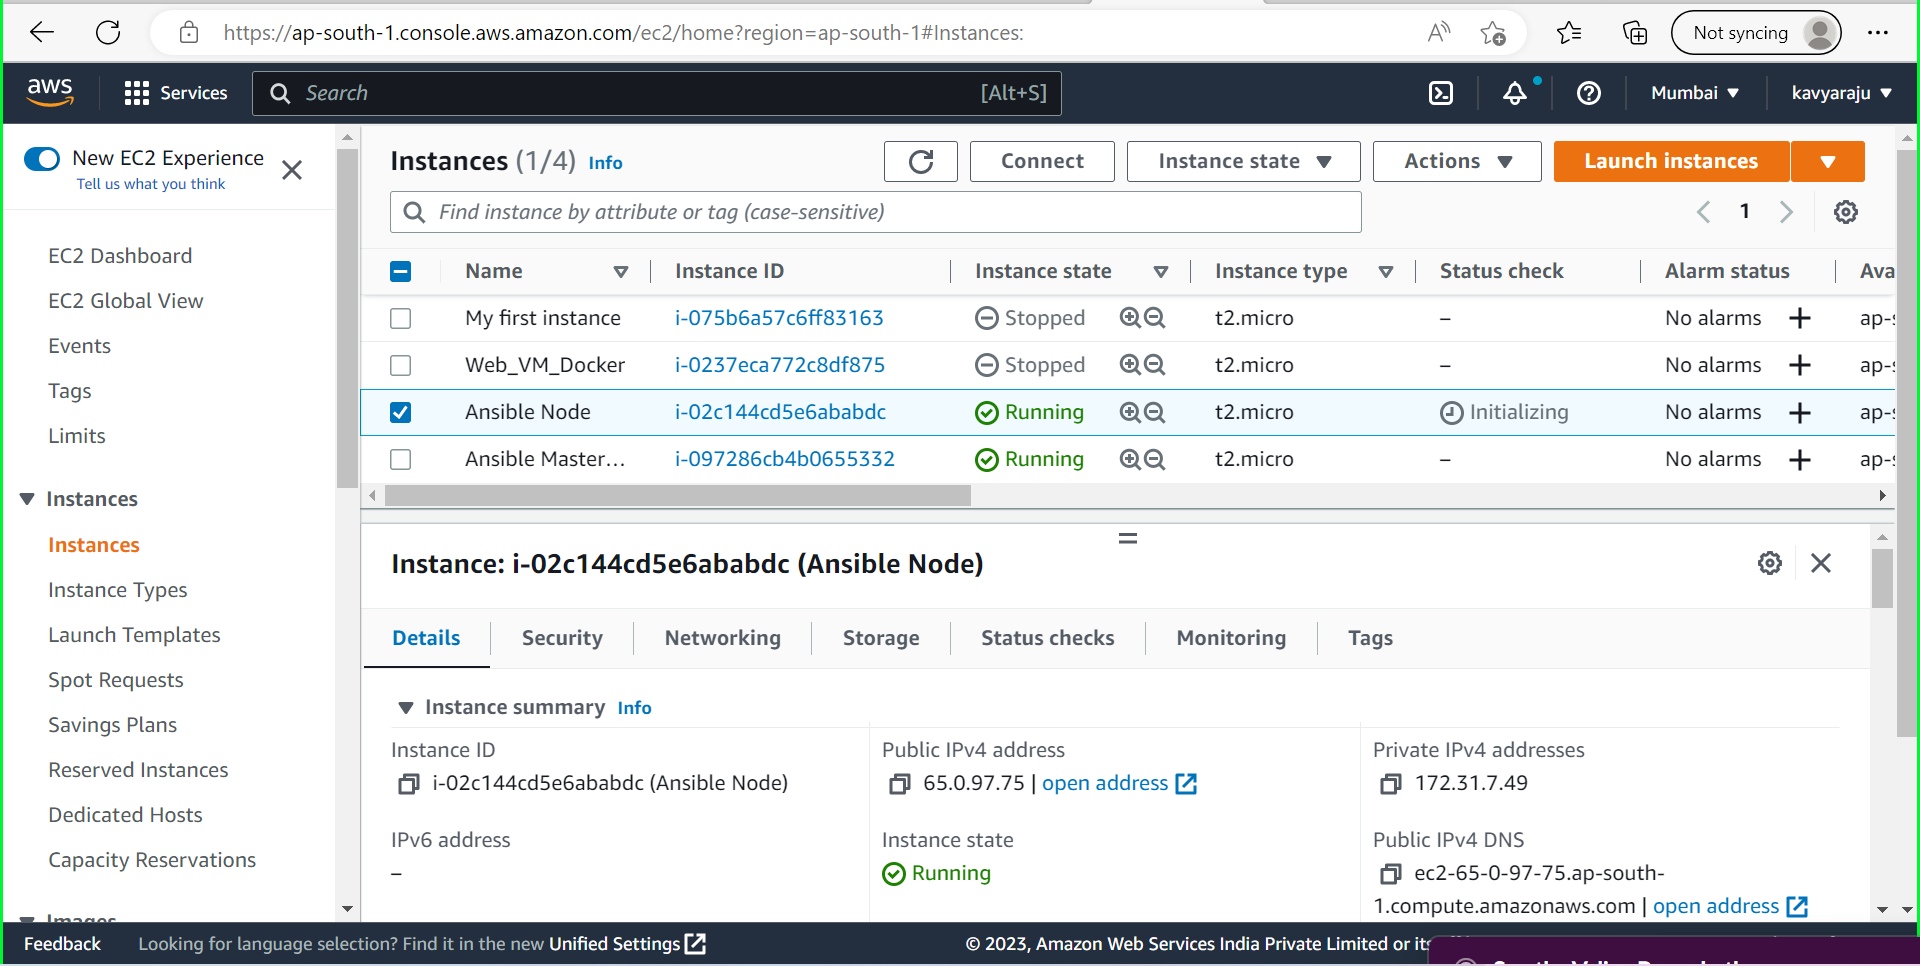 https://ap-south-1.console.aws.amazon.com/ec2/home?region=ap-south-1#Instances:
Not syncing
aws
Services
Search
[Alt+S]
Mumbai
kavyaraju
New EC2 Experience
Tell us what you think
EC2 Dashboard
EC2 Global View
Events
Tags
Limits
Instances
Instances
Instance Types
Launch Templates
Spot Requests
Savings Plans
Reserved Instances
Dedicated Hosts
Capacity Reservations
Images
Instances (1/4) Info
Connect
Instance state
Actions
Launch instances
Find instance by attribute or tag (case-sensitive)
1
Name Instance ID Instance state Instance type Status check Alarm status Ava
My first instance i-075b6a57c6ff83163 Stopped t2.micro – No alarms + ap-s
Web_VM_Docker i-0237eca772c8df875 Stopped t2.micro – No alarms + ap-s
Ansible Node i-02c144cd5e6ababdc Running t2.micro Initializing No alarms + ap-s
Ansible Master... i-097286cb4b0655332 Running t2.micro – No alarms + ap-s
Instance: i-02c144cd5e6ababdc (Ansible Node)
Details Security Networking Storage Status checks Monitoring Tags
Instance summary Info
Instance ID
i-02c144cd5e6ababdc (Ansible Node)
Public IPv4 address
65.0.97.75 | open address
Private IPv4 addresses
172.31.7.49
IPv6 address
–
Instance state
Running
Public IPv4 DNS
ec2-65-0-97-75.ap-south-
1.compute.amazonaws.com | open address
Feedback
Looking for language selection? Find it in the new Unified Settings
© 2023, Amazon Web Services India Private Limited or its